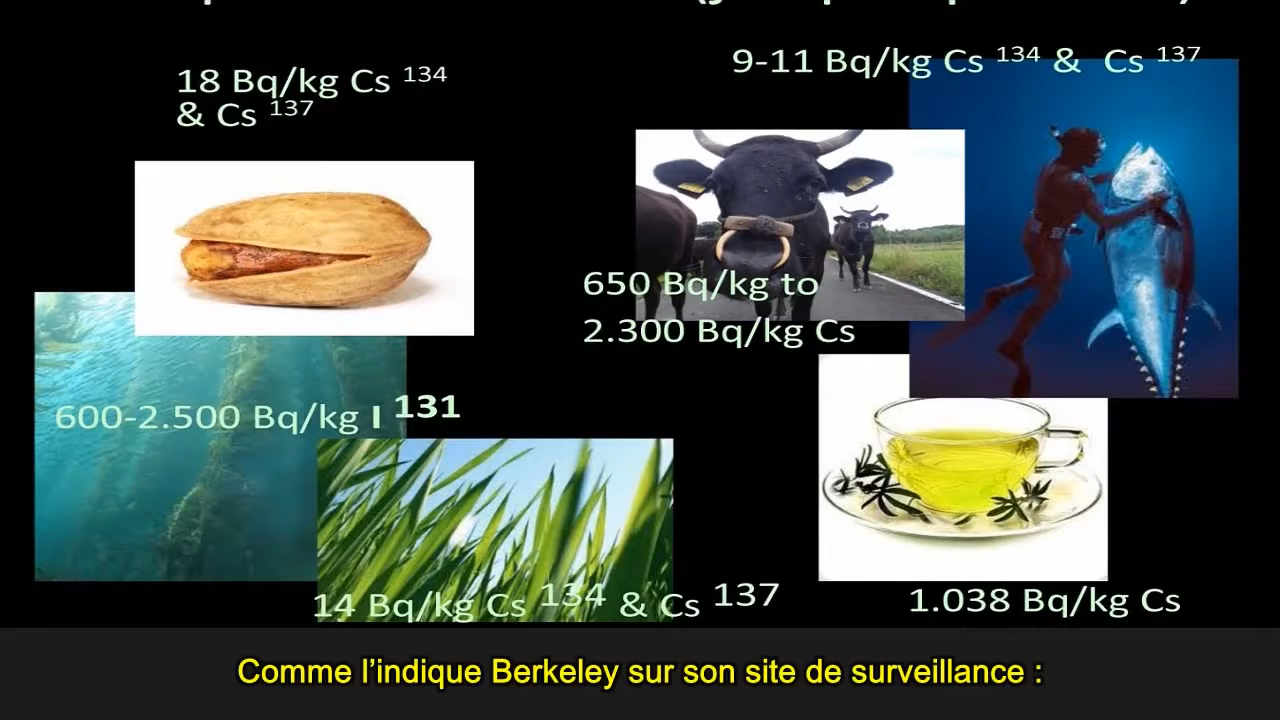 18 Bq/kg Cs 134
& Cs 137
9-11 Bq/kg Cs 134 & Cs 137
650 Bq/kg to
2.300 Bq/kg Cs
600-2.500 Bq/kg I 131
14 Bq/kg Cs 134 & Cs 137
1.038 Bq/kg Cs
Comme l’indique Berkeley sur son site de surveillance :